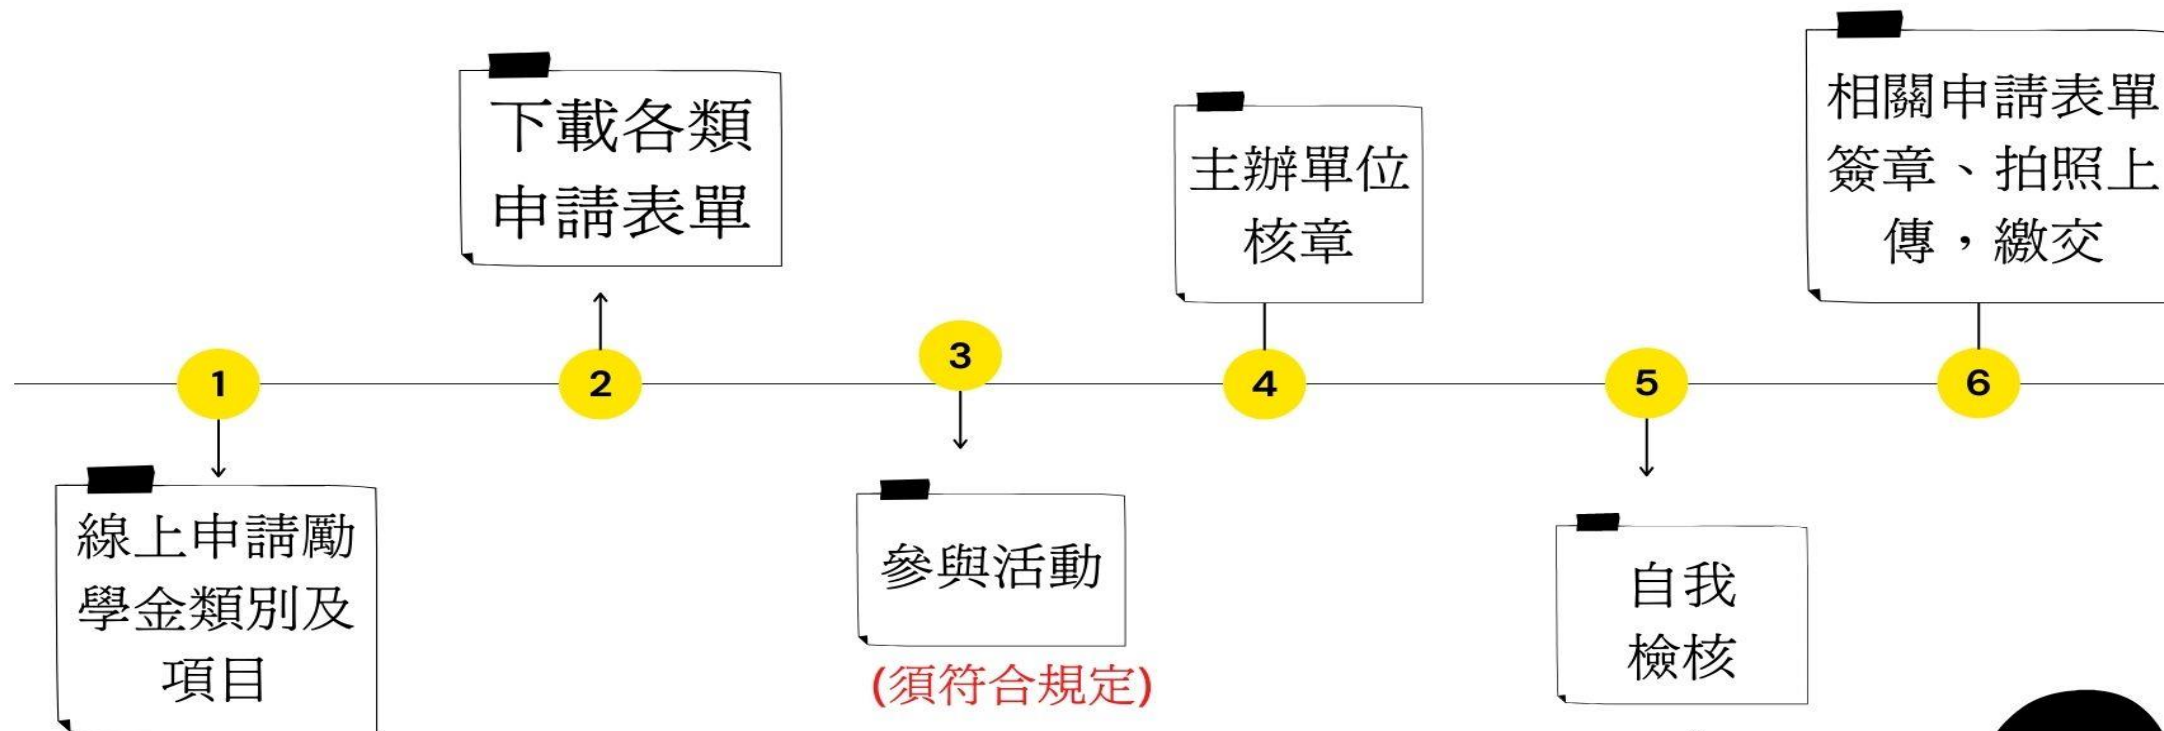 1
線上申請勵
學金類別及
項目
2
下載各類
申請表單
3
參與活動
(須符合規定)
4
主辦單位
核章
5
自我
檢核
6
相關申請表單
簽章、拍照上
傳，繳交